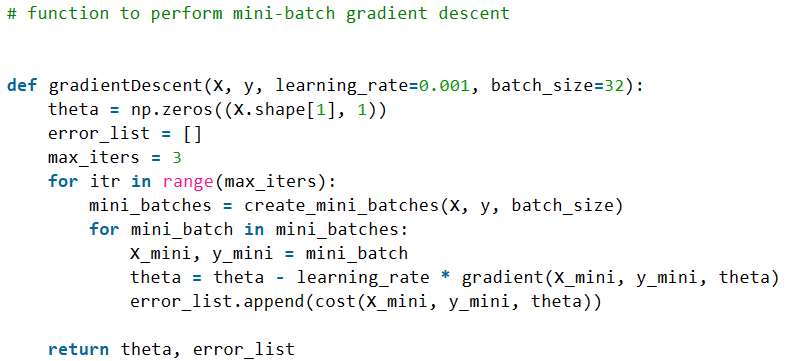 # function to perform mini-batch gradient descent
def gradientDescent(X, y, learning_rate=0.001, batch_size=32):
    theta = np.zeros((X.shape[1], 1))
    error_list = []
    max_iters = 3
    for itr in range(max_iters):
        mini_batches = create_mini_batches(X, y, batch_size)
        for mini_batch in mini_batches:
            X_mini, y_mini = mini_batch
            theta = theta - learning_rate * gradient(X_mini, y_mini, theta)
            error_list.append(cost(X_mini, y_mini, theta))
    return theta, error_list